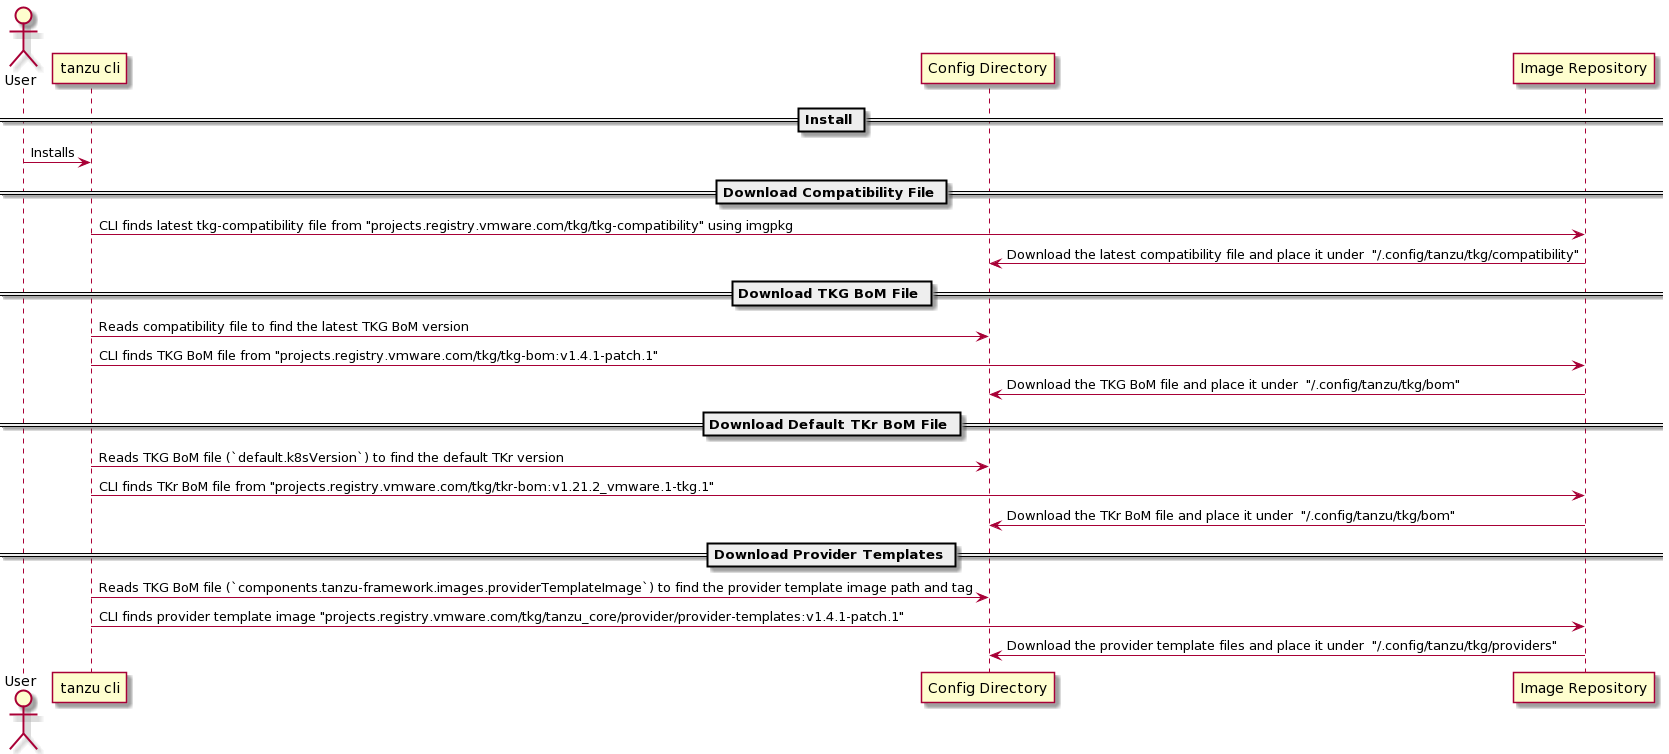 User
tanzu cli
Config Directory
Image Repository
Install
Installs
Download Compatibility File
CLI finds latest tkg-compatibility file from "projects.registry.vmware.com/tkg/tkg-compatibility" using imgpkg
Download the latest compatibility file and place it under  "/.config/tanzu/tkg/compatibility"
Download TKG BoM File
Reads compatibility file to find the latest TKG BoM version
CLI finds TKG BoM file from "projects.registry.vmware.com/tkg/tkg-bom:v1.4.1-patch.1"
Download the TKG BoM file and place it under  "/.config/tanzu/tkg/bom"
Download Default TKr BoM File
Reads TKG BoM file (`default.k8sVersion`) to find the default TKr version
CLI finds TKr BoM file from "projects.registry.vmware.com/tkg/tkr-bom:v1.21.2_vmware.1-tkg.1"
Download the TKr BoM file and place it under  "/.config/tanzu/tkg/bom"
Download Provider Templates
Reads TKG BoM file (`components.tanzu-framework.images.providerTemplateImage`) to find the provider template image path and tag
CLI finds provider template image "projects.registry.vmware.com/tkg/tanzu_core/provider/provider-templates:v1.4.1-patch.1"
Download the provider template files and place it under  "/.config/tanzu/tkg/providers"
User
tanzu cli
Config Directory
Image Repository